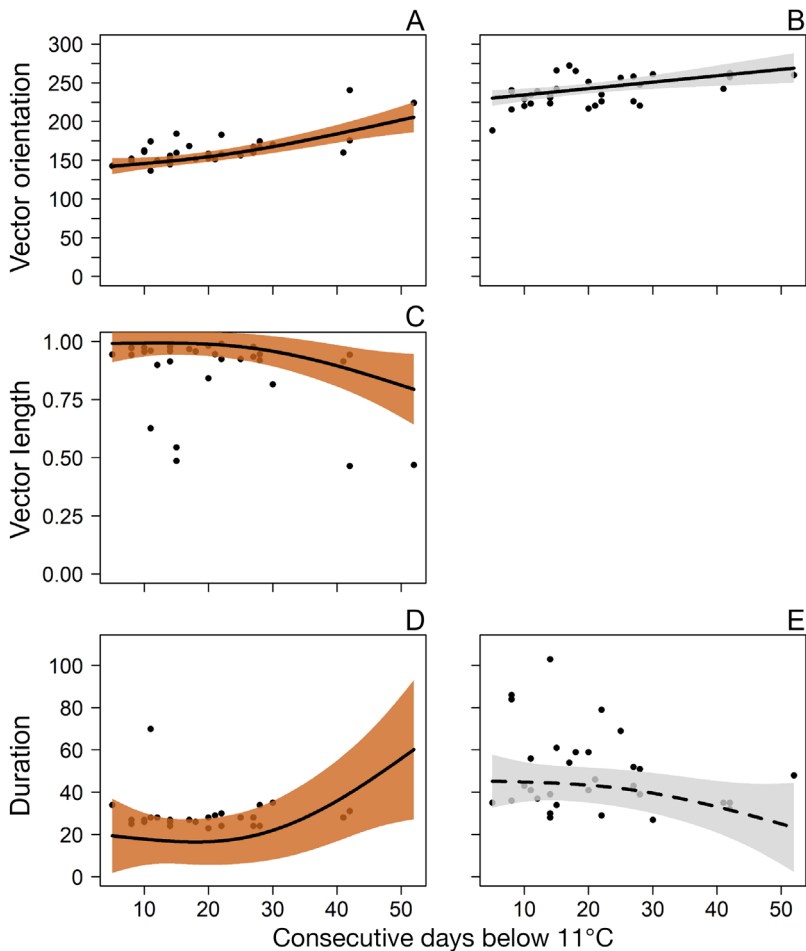 A
B
Vector orientation
300
250
200
150
100
50
0
C
Vector length
1.00
0.75
0.50
0.25
0.00
D
E
Duration
100
80
60
40
20
0
10 20 30 40 50
10 20 30 40 50
Consecutive days below 11°C